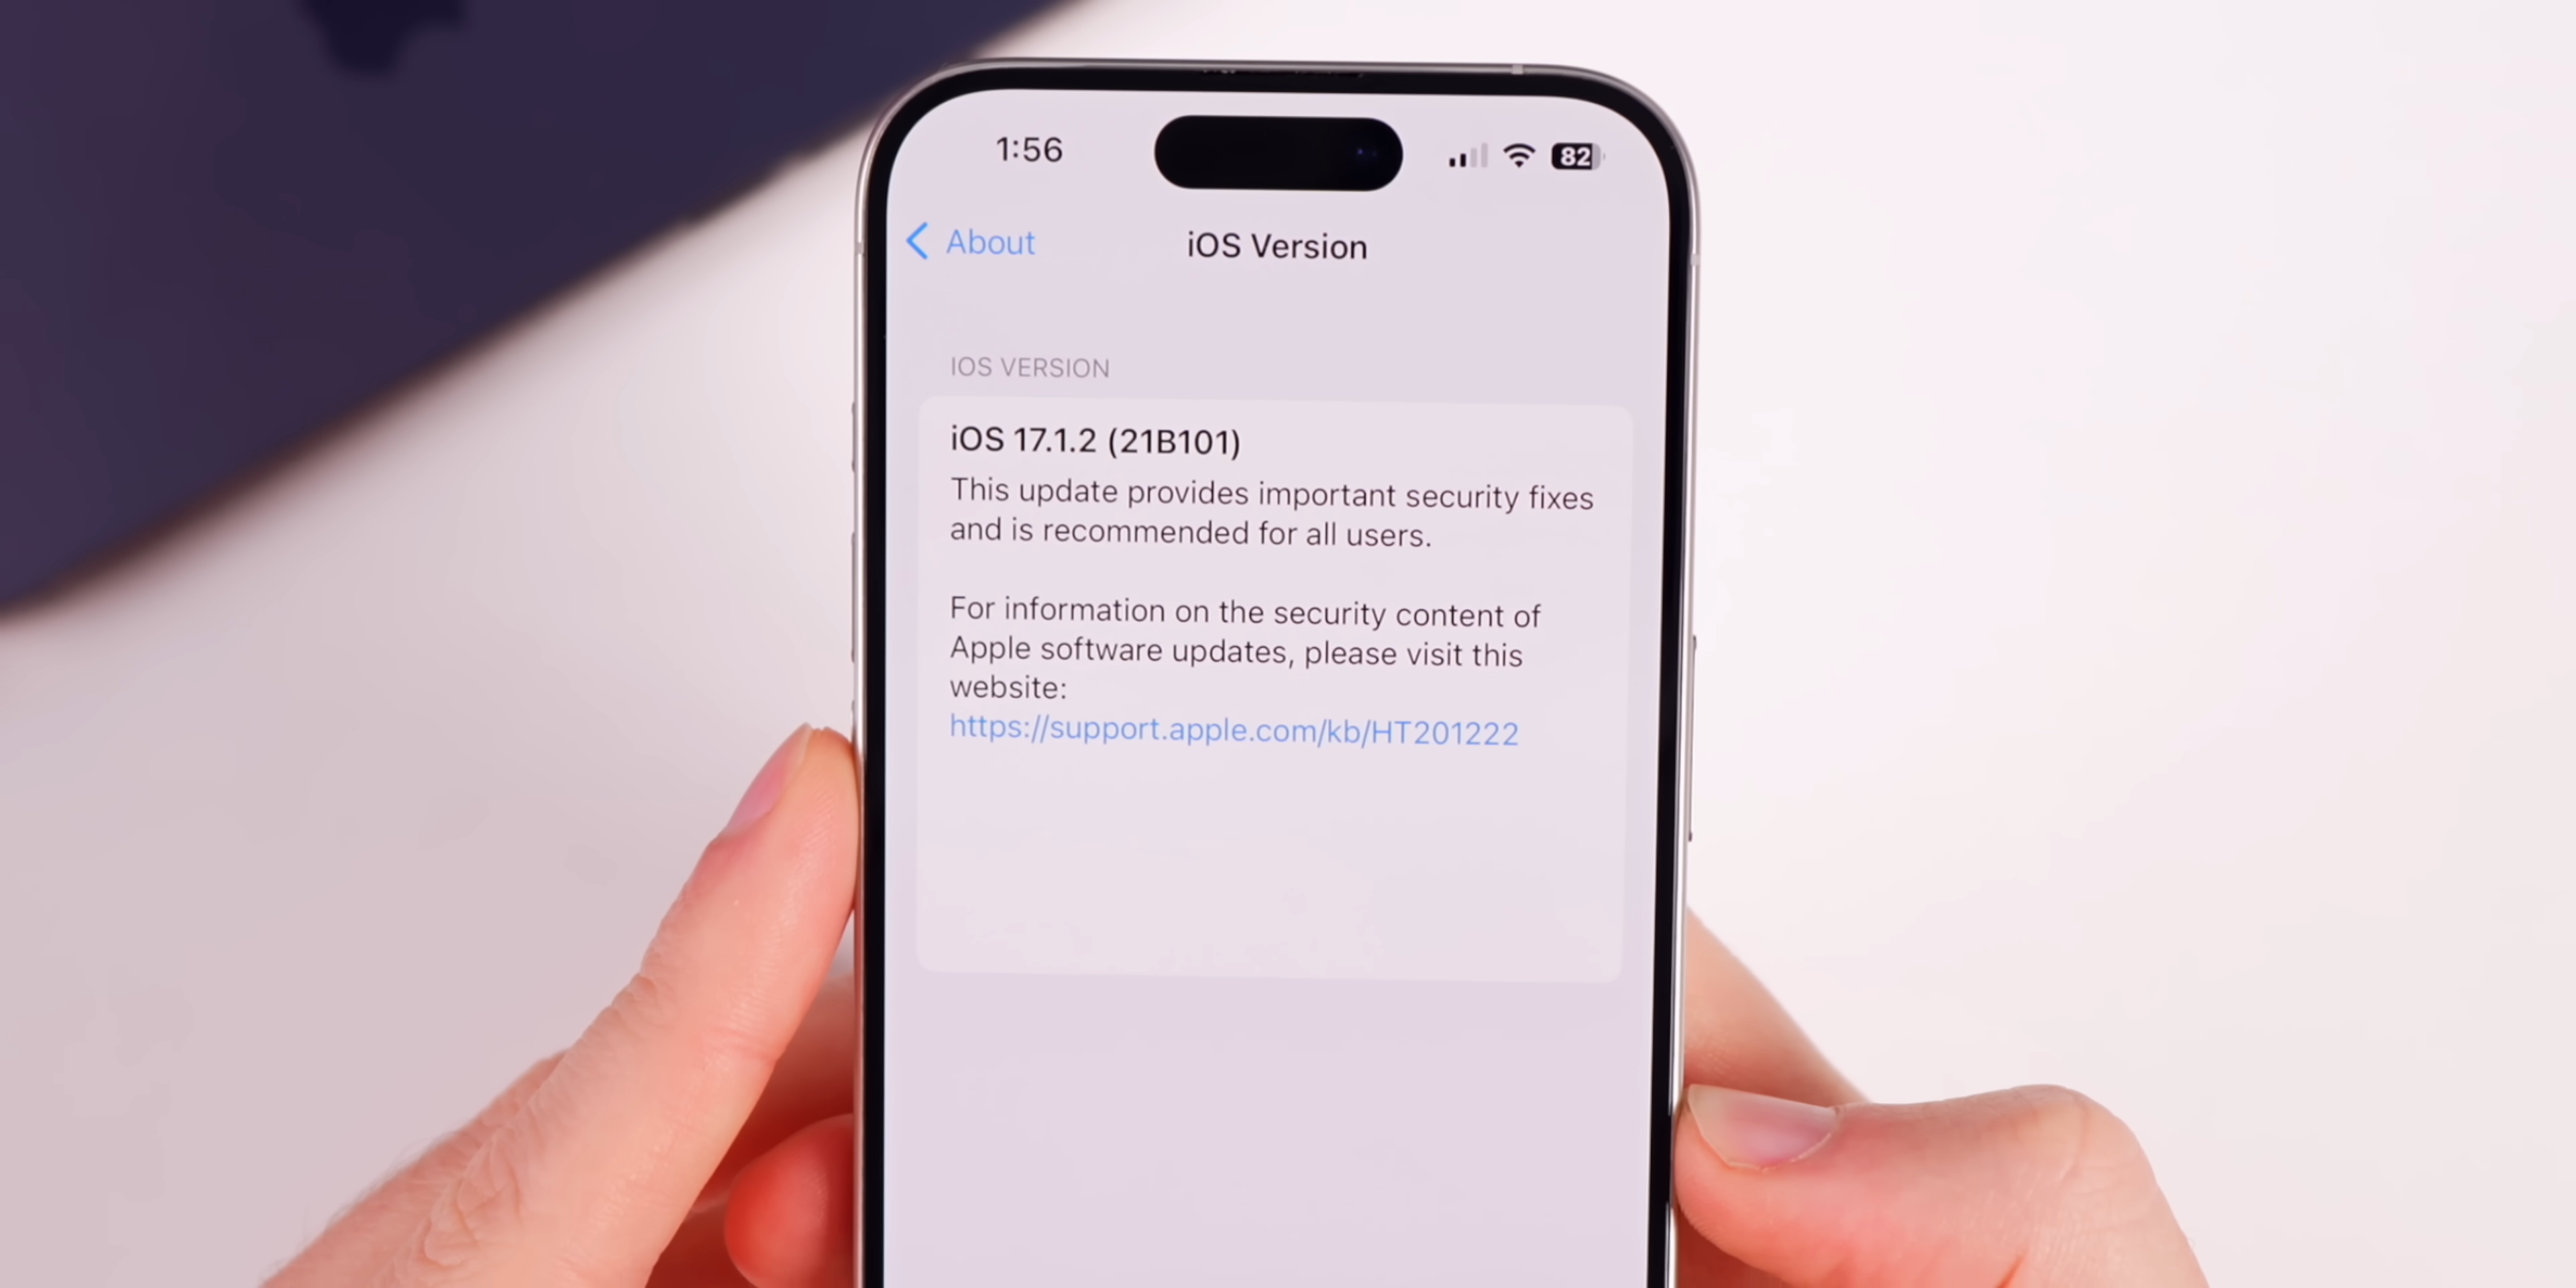 1:56
82
About
iOS Version
IOS VERSION
iOS 17.1.2 (21B101)
This update provides important security fixes
and is recommended for all users.
For information on the security content of
Apple software updates, please visit this
website:
https://support.apple.com/kb/HT201222